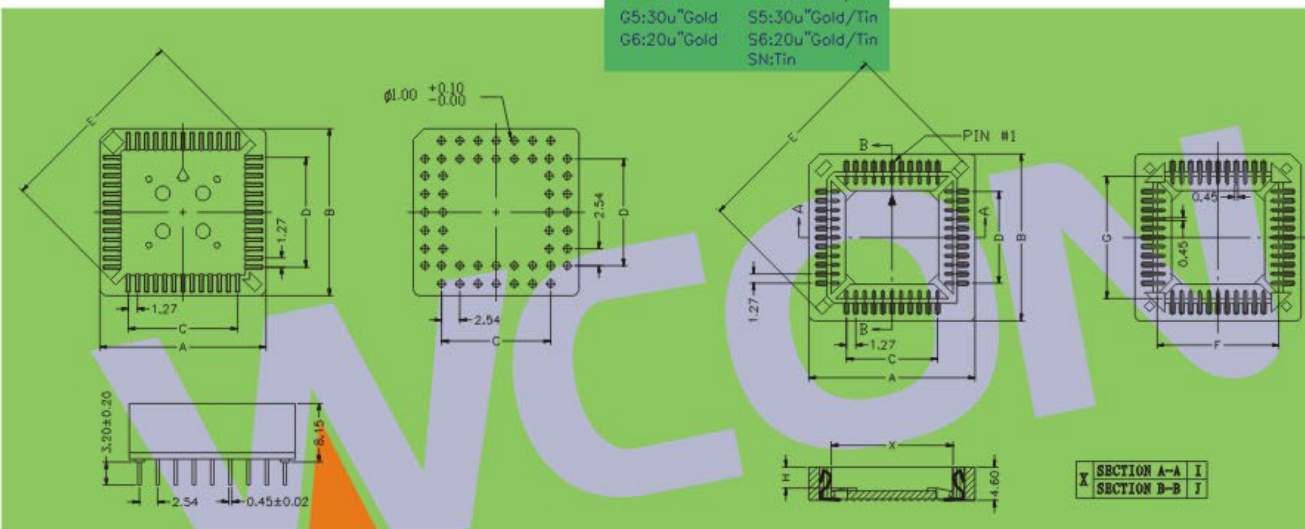 G5:30u"Gold S5:30u"Gold/Tin
G6:20u"Gold S6:20u"Gold/Tin
SN:Tin
WCON
E
D
B
1.27
1.27
C
A
ϕ1.00 +0.10 -0.00
2.54
D
2.54
C
E
PIN #1
B
A
A
D
B
1.27
B
1.27
C
A
0.45
G
0.45
F
3.20±0.20
8.15
2.54
0.45±0.02
X
H
4.60
X SECTION A-A I
SECTION B-B J